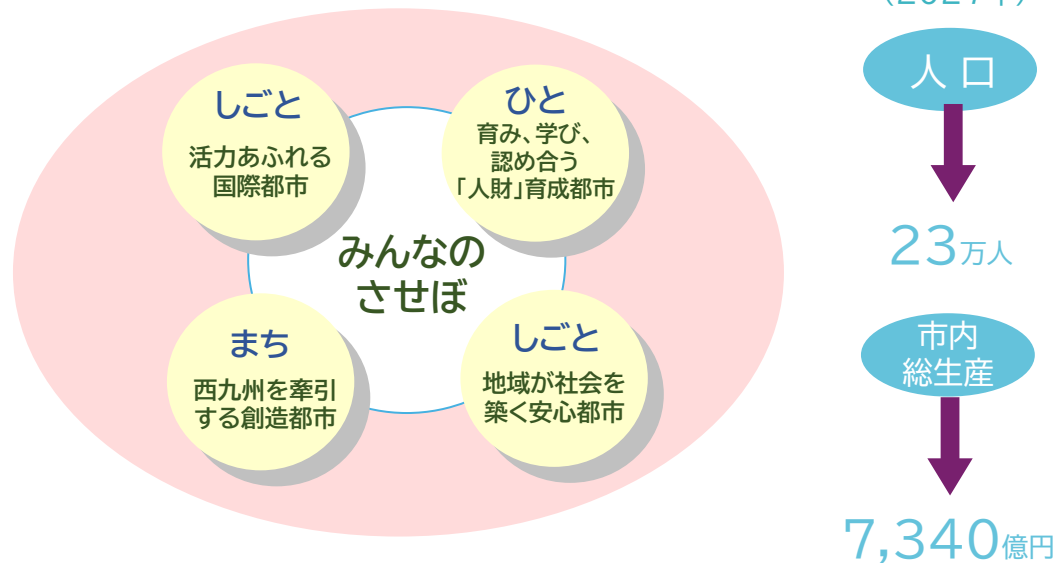 しごと
活力あふれる
国際都市
ひと
育み、学び、
認め合う
「人財」育成都市
みんなの
させぼ
まち
西九州を牽引
する創造都市
しごと
地域が社会を
築く安心都市
人口
23万人
市内
総生産
7,340億円